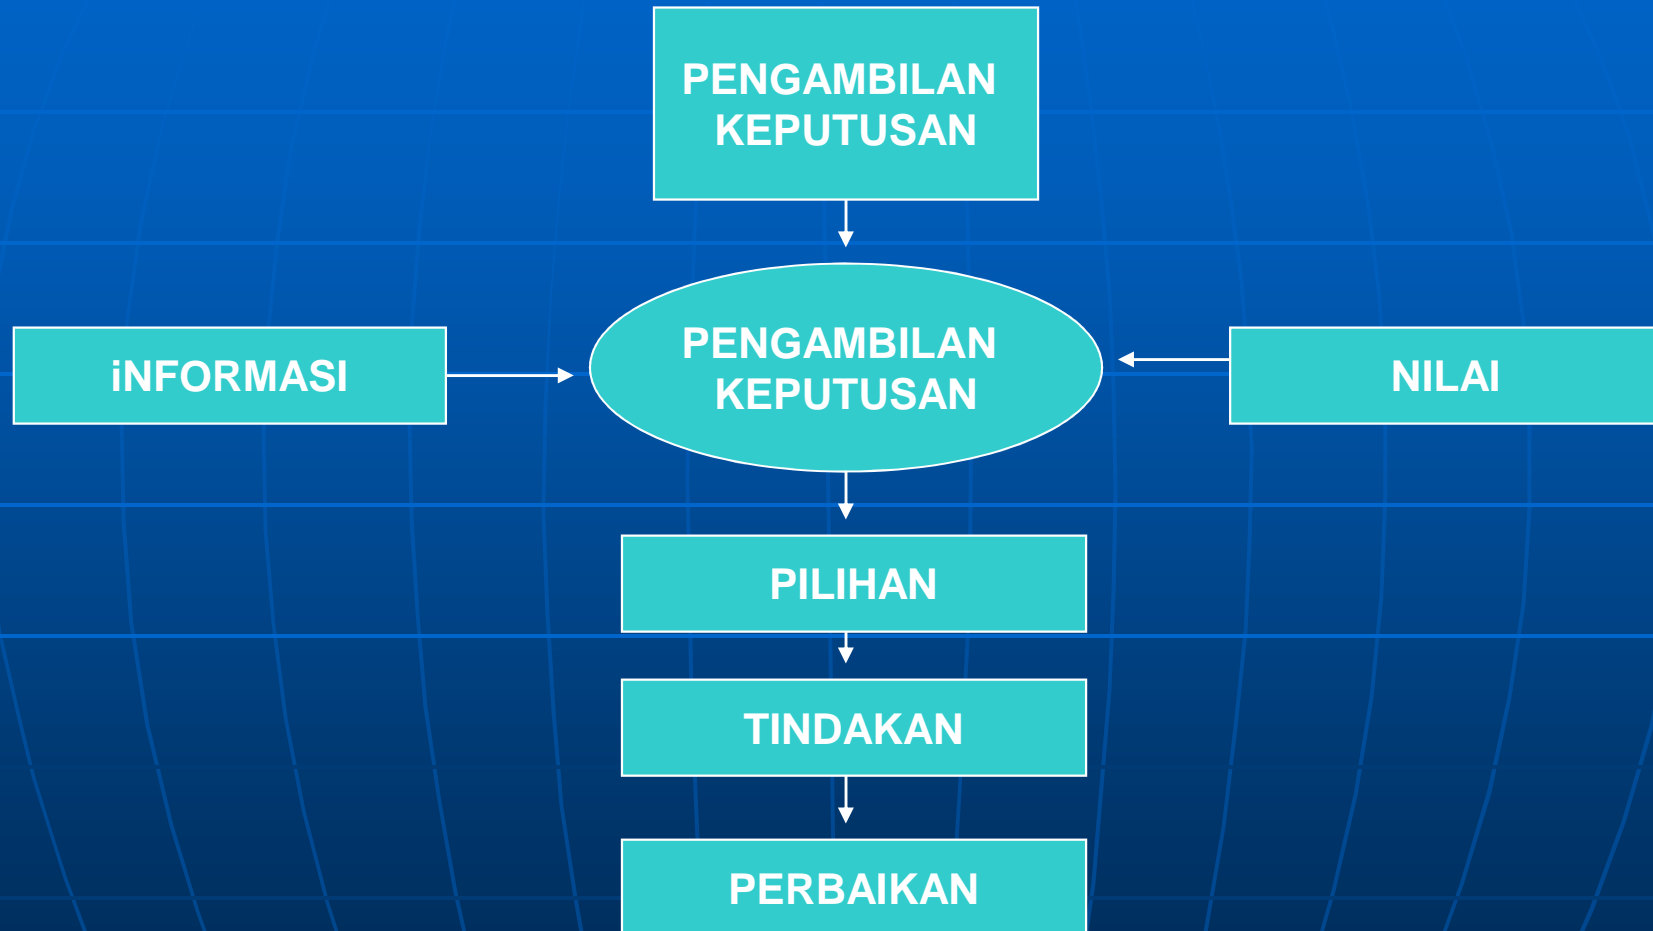 PENGAMBILAN
KEPUTUSAN
iNFORMASI
PENGAMBILAN
KEPUTUSAN
NILAI
PILIHAN
TINDAKAN
PERBAIKAN